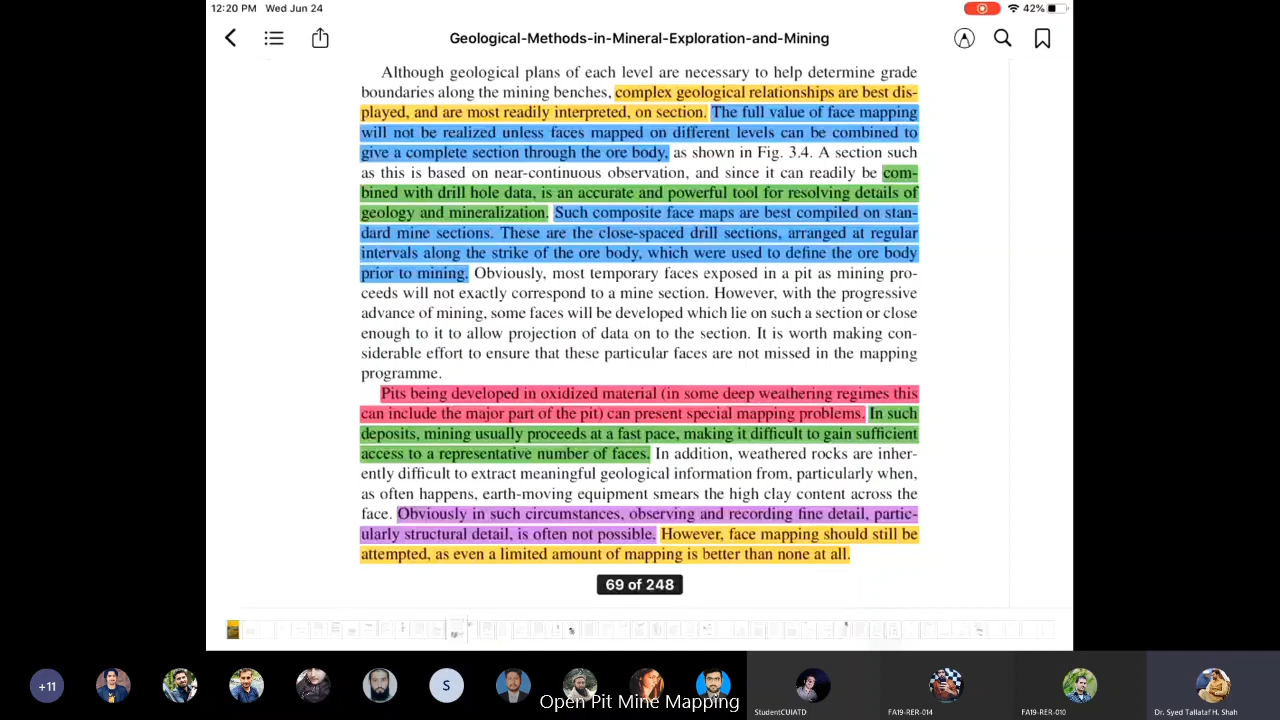 12:20 PM Wed Jun 24
42%
Geological-Methods-in-Mineral-Exploration-and-Mining
Although geological plans of each level are necessary to help determine grade
boundaries along the mining benches, complex geological relationships are best dis-
played, and are most readily interpreted, on section. The full value of face mapping
will not be realized unless faces mapped on different levels can be combined to
give a complete section through the ore body, as shown in Fig. 3.4. A section such
as this is based on near-continuous observation, and since it can readily be com-
bined with drill hole data, is an accurate and powerful tool for resolving details of
geology and mineralization. Such composite face maps are best compiled on stan-
dard mine sections. These are the close-spaced drill sections, arranged at regular
intervals along the strike of the ore body, which were used to define the ore body
prior to mining. Obviously, most temporary faces exposed in a pit as mining pro-
ceeds will not exactly correspond to a mine section. However, with the progressive
advance of mining, some faces will be developed which lie on such a section or close
enough to it to allow projection of data on to the section. It is worth making con-
siderable effort to ensure that these particular faces are not missed in the mapping
programme.
Pits being developed in oxidized material (in some deep weathering regimes this
can include the major part of the pit) can present special mapping problems. In such
deposits, mining usually proceeds at a fast pace, making it difficult to gain sufficient
access to a representative number of faces. In addition, weathered rocks are inher-
ently difficult to extract meaningful geological information from, particularly when,
as often happens, earth-moving equipment smears the high clay content across the
face. Obviously in such circumstances, observing and recording fine detail, partic-
ularly structural detail, is often not possible. However, face mapping should still be
attempted, as even a limited amount of mapping is better than none at all.
69 of 248
+11
S
Open Pit Mine Mapping
StudentCUIATD
FA19-RER-014
FA19-RER-010
Dr. Syed Tallataf H. Shah